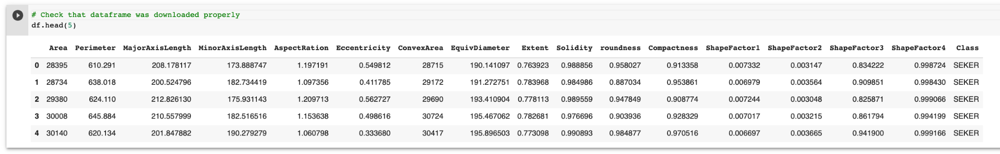 # Check that dataframe was downloaded properly
df.head(5)
Area Perimeter MajorAxisLength MinorAxisLength AspectRation Eccentricity ConvexArea EquivDiameter Extent Solidity roundness Compactness ShapeFactor1 ShapeFactor2 ShapeFactor3 ShapeFactor4 Class
0 28395 610.291 208.178117 173.888747 1.197191 0.549812 28715 190.141097 0.763923 0.988856 0.958027 0.913358 0.007332 0.003147 0.834222 0.998724 SEKER
1 28734 638.018 200.524796 182.734419 1.097356 0.411785 29172 191.272751 0.783968 0.984986 0.887034 0.953861 0.006979 0.003564 0.909851 0.998430 SEKER
2 29380 624.110 212.826130 175.931143 1.209713 0.562727 29690 193.410904 0.778113 0.989559 0.947849 0.908774 0.007244 0.003048 0.825871 0.999066 SEKER
3 30008 645.884 210.557999 182.516516 1.153638 0.498616 30724 195.467062 0.782681 0.976696 0.903936 0.928329 0.007017 0.003215 0.861794 0.994199 SEKER
4 30140 620.134 201.847882 190.279279 1.060798 0.333680 30417 195.896503 0.773098 0.990893 0.984877 0.970516 0.006697 0.003665 0.941900 0.999166 SEKER